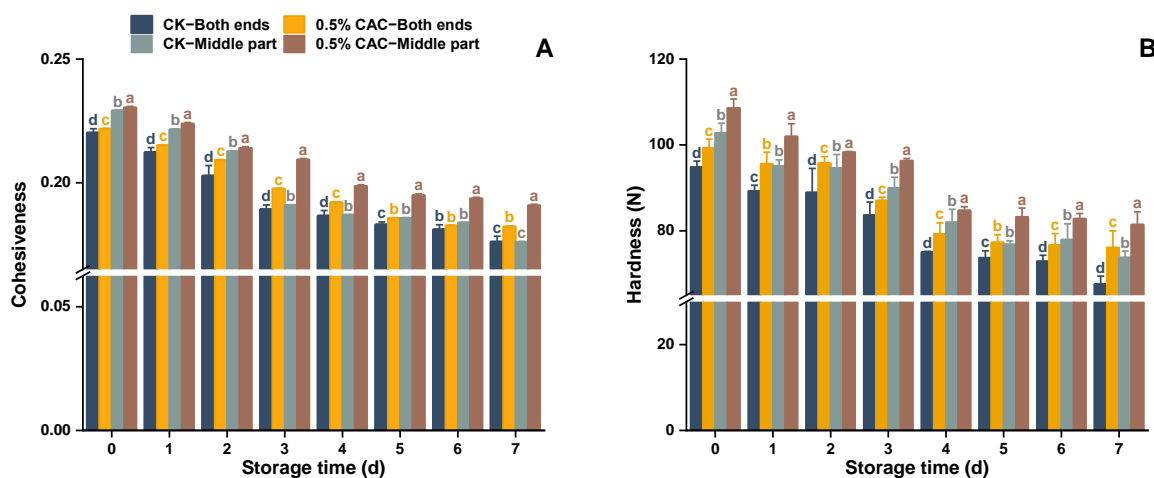 CK−Both ends
0.5% CAC−Both ends
CK−Middle part
0.5% CAC−Middle part
A
Cohesiveness
0.25
0.20
0.05
0.00
d c b a
d c b a
d c b a
b c b a
b c b a
c b b a
b b b a
c b c a
0 1 2 3 4 5 6 7
Storage time (d)
B
Hardness (N)
120
100
80
20
0
d c b a
d b b a
d c b a
d c b a
d c b a
c b b a
c b b a
d b c a
0 1 2 3 4 5 6 7
Storage time (d)